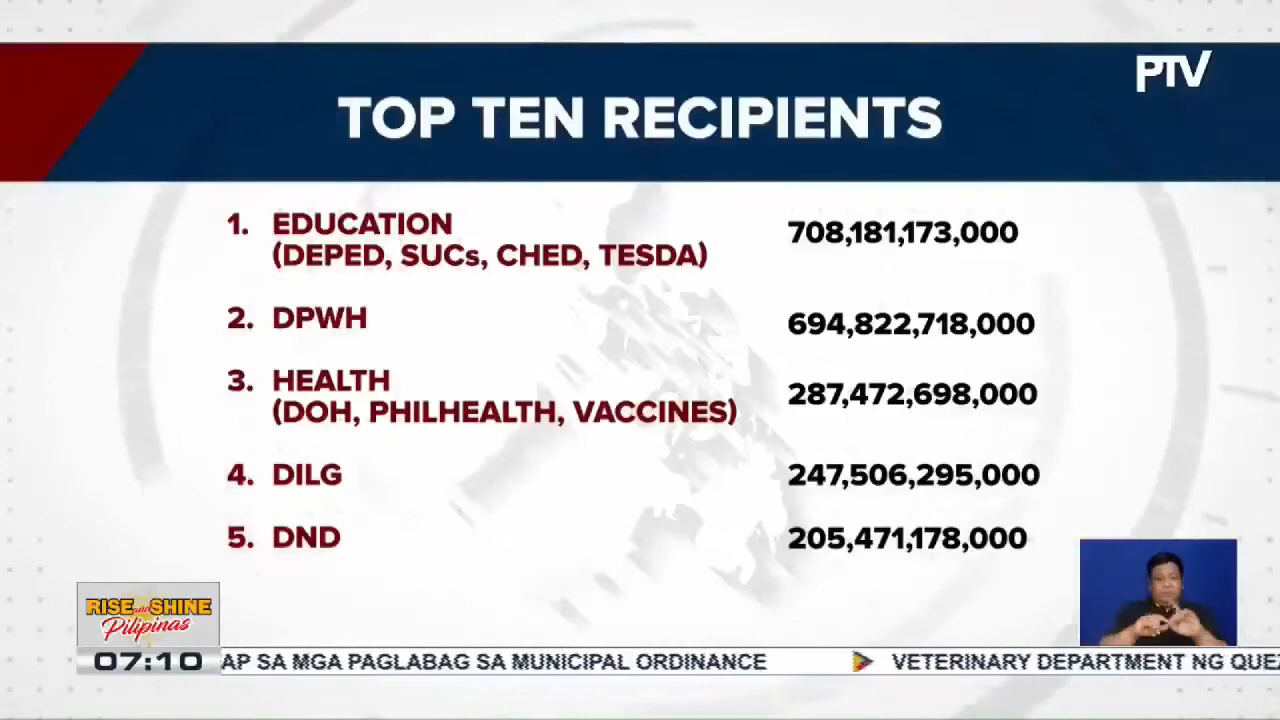 PTV
TOP TEN RECIPIENTS
1. EDUCATION
(DEPED, SUCs, CHED, TESDA)
708,181,173,000
2. DPWH
694,822,718,000
3. HEALTH
(DOH, PHILHEALTH, VACCINES)
287,472,698,000
4. DILG
247,506,295,000
5. DND
205,471,178,000
RISE and SHINE
Pilipinas
07:10
AP SA MGA PAGLABAG SA MUNICIPAL ORDINANCE
VETERINARY DEPARTMENT NG QUEZ